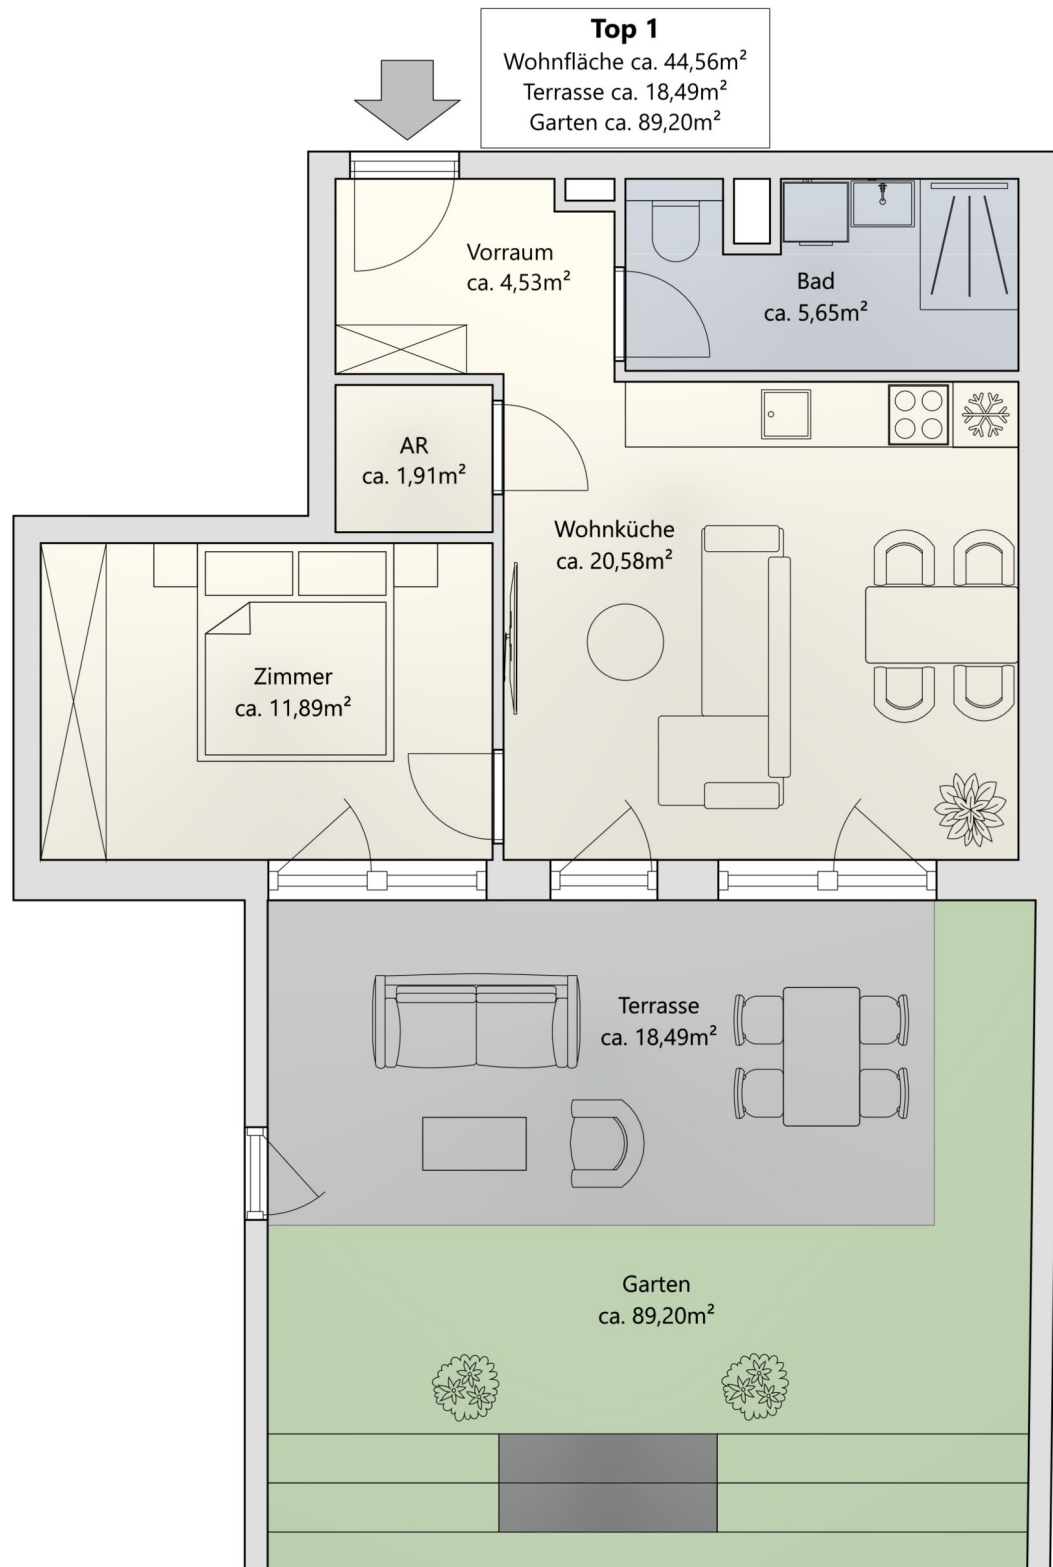 Top 1
Wohnfläche ca. 44,56m²
Terrasse ca. 18,49m²
Garten ca. 89,20m²
Vorraum
ca. 4,53m²
Bad
ca. 5,65m²
AR
ca. 1,91m²
Wohnküche
ca. 20,58m²
Zimmer
ca. 11,89m²
Terrasse
ca. 18,49m²
Garten
ca. 89,20m²